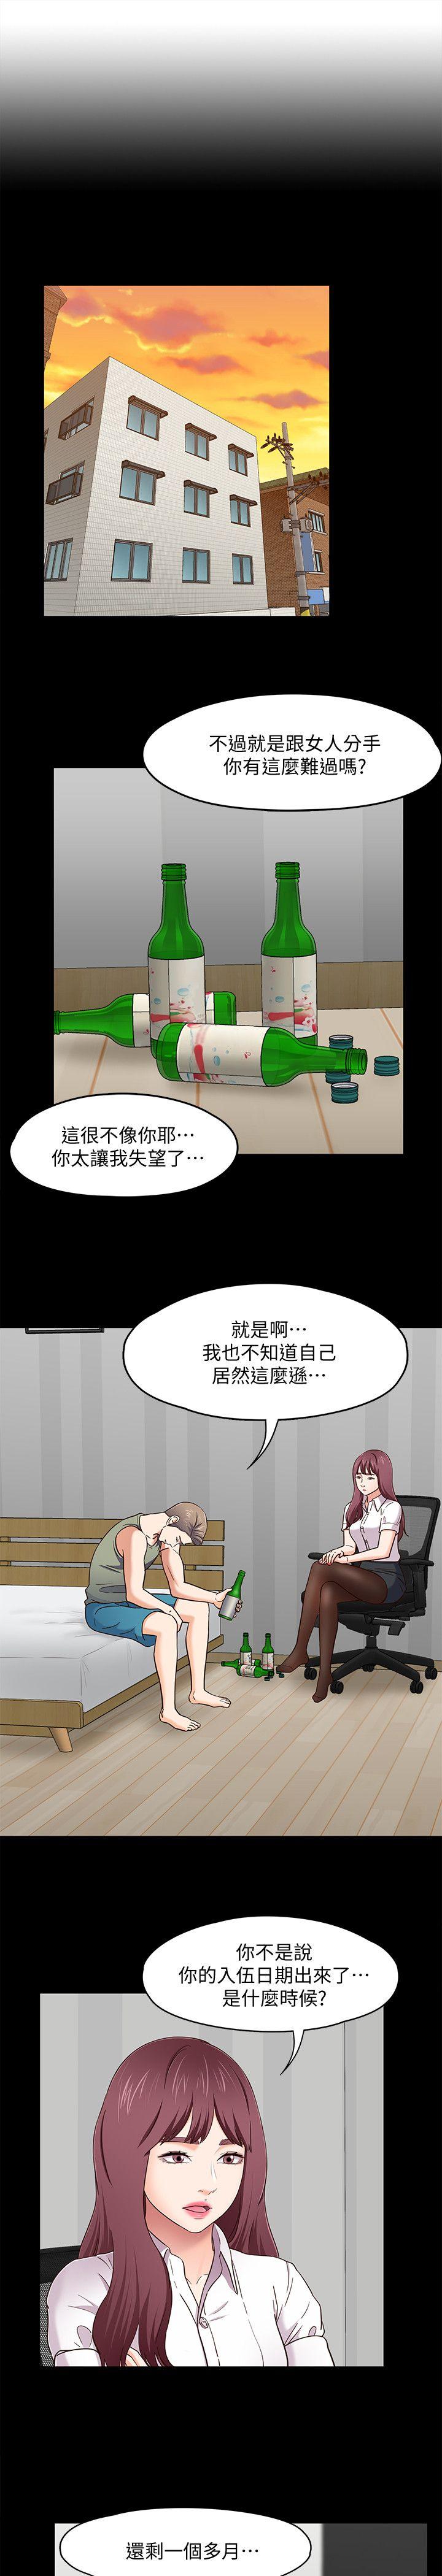 不過就是跟女人分手
你有這麼難過嗎?
這很不像你耶…
你太讓我失望了…
就是啊…
我也不知道自己
居然這麼遜…
你不是說
你的入伍日期出來了…
是什麼時候?
還剩一個多月…